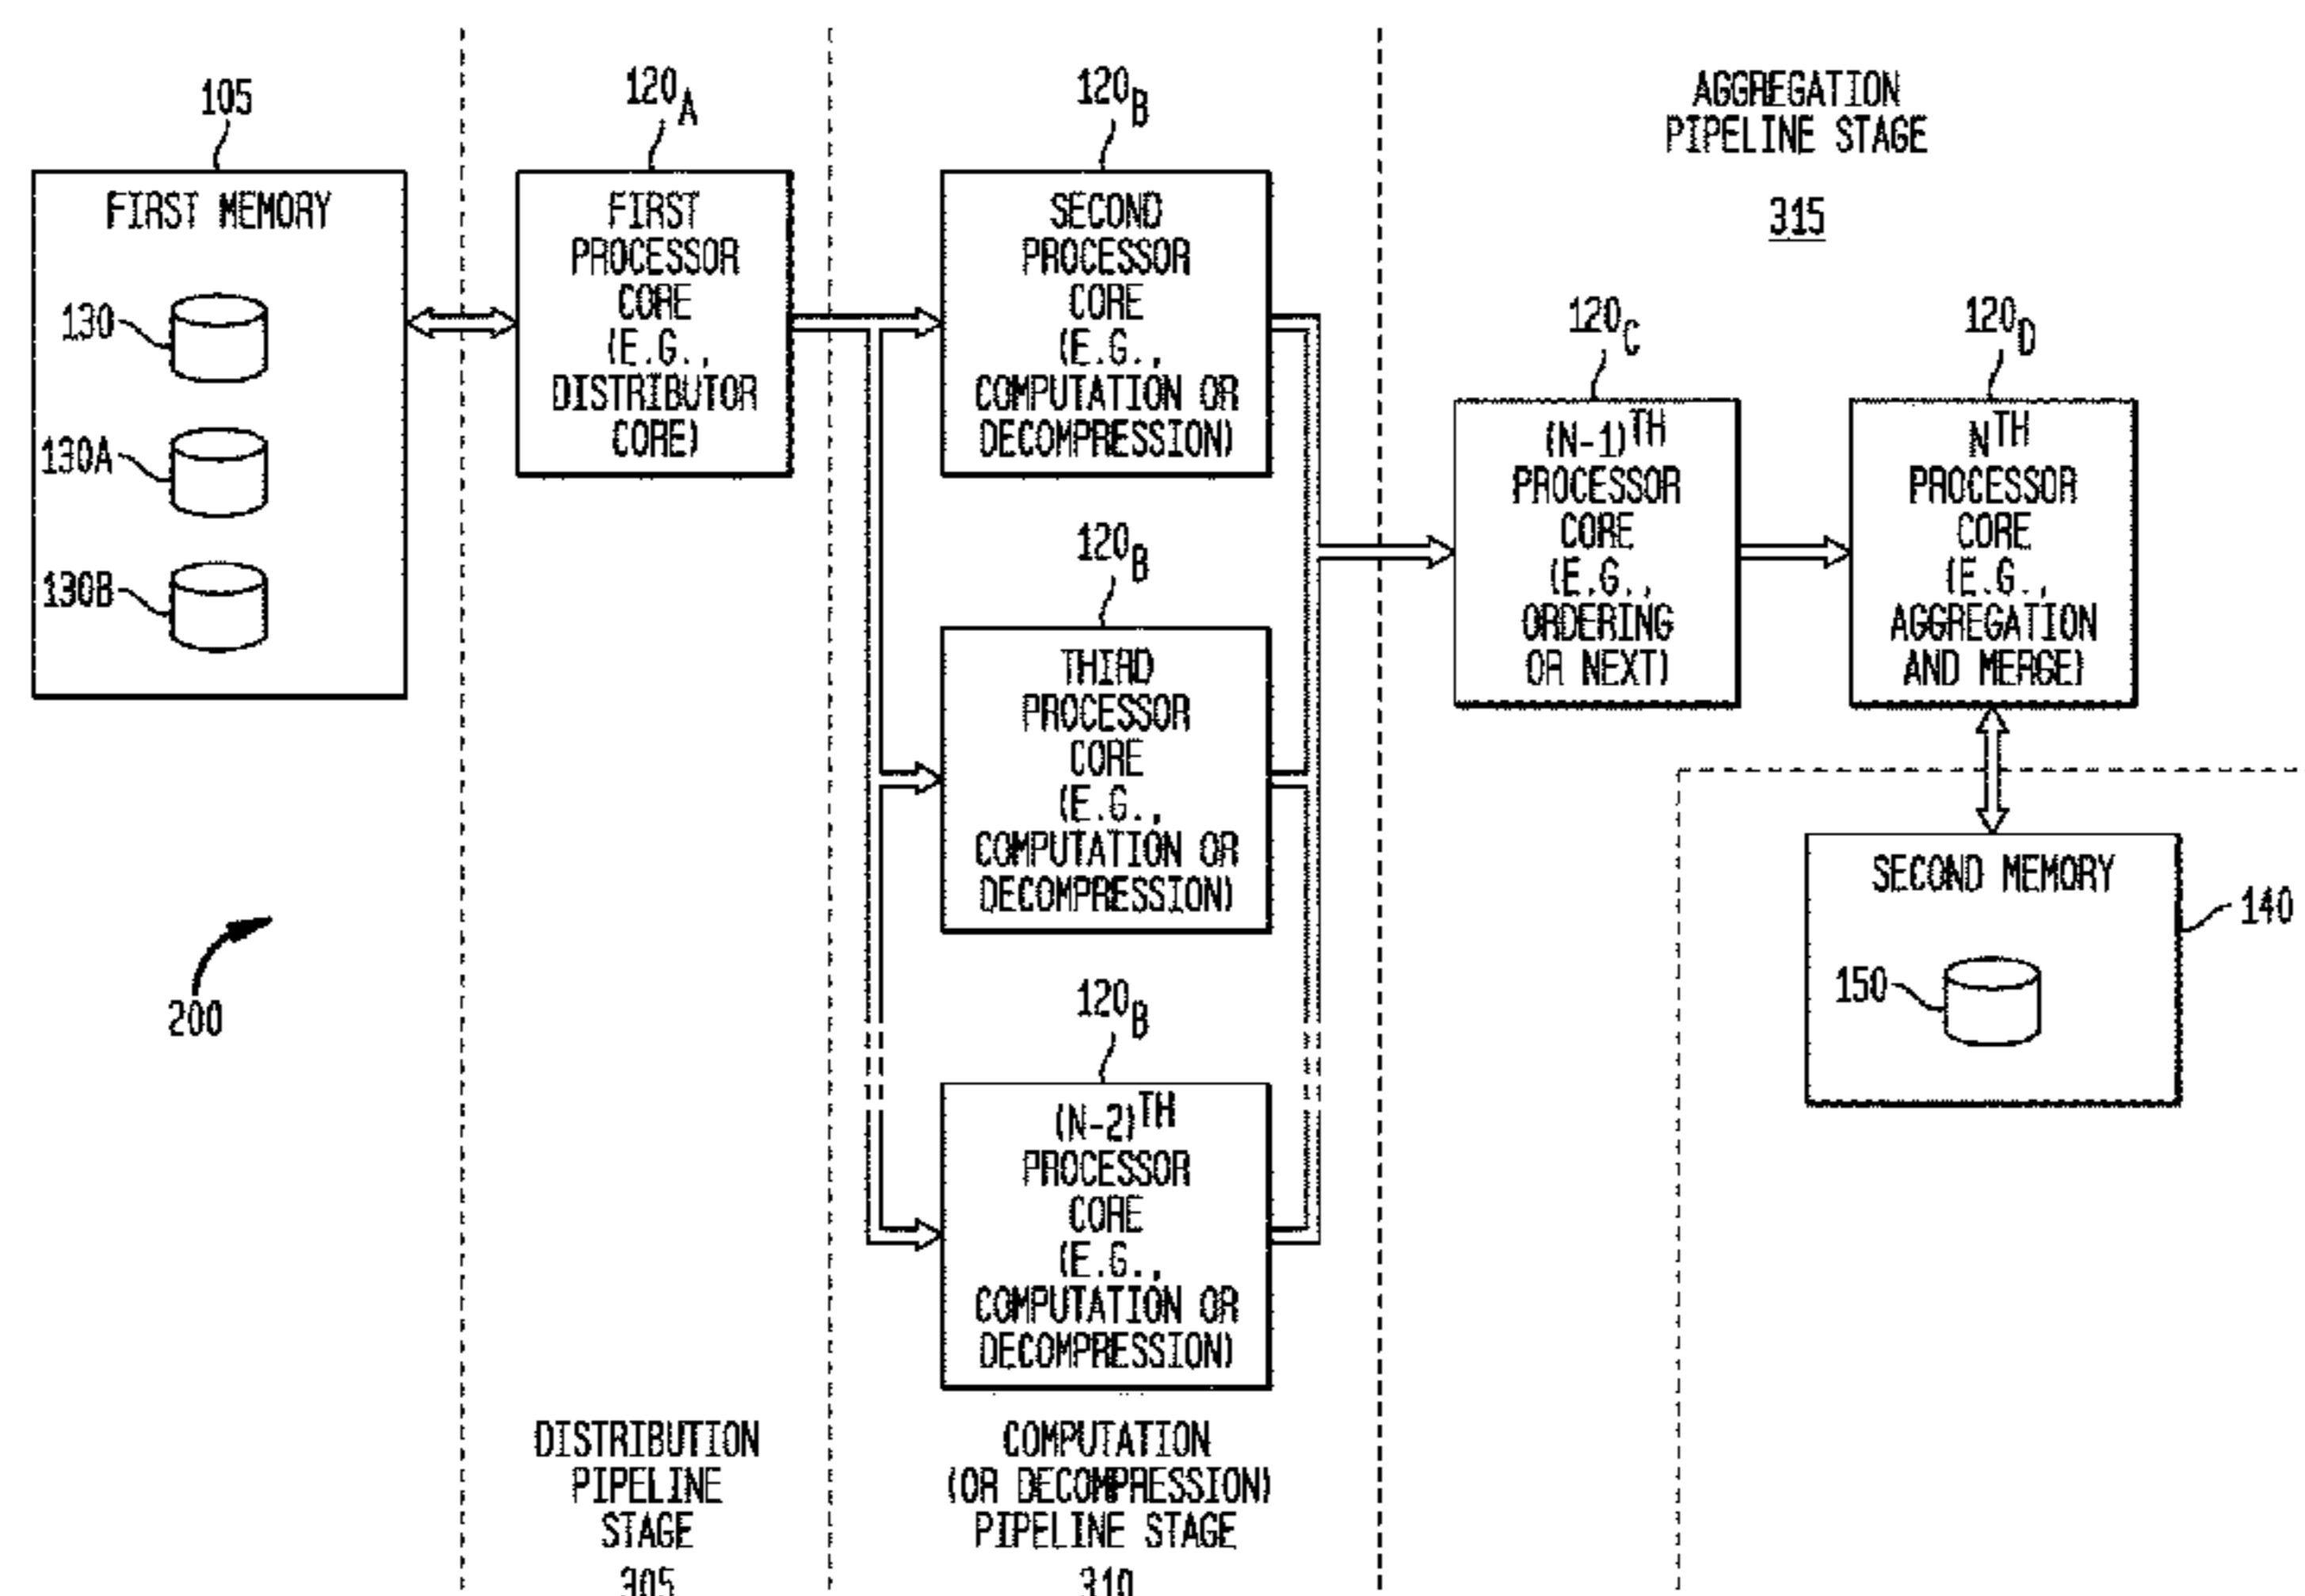 105
FIRST MEMORY
130
130A
130B
200
120A
FIRST
PROCESSOR
CORE
(E.G.,
DISTRIBUTOR
CORE)
DISTRIBUTION
PIPELINE
STAGE
305
120B
SECOND
PROCESSOR
CORE
(E.G.,
COMPUTATION OR
DECOMPRESSION)
120B
THIRD
PROCESSOR
CORE
(E.G.,
COMPUTATION OR
DECOMPRESSION)
120B
(N-2)TH
PROCESSOR
CORE
(E.G.,
COMPUTATION OR
DECOMPRESSION)
COMPUTATION
(OR DECOMPRESSION)
PIPELINE STAGE
310
AGGREGATION
PIPELINE STAGE
315
120C
(N-1)TH
PROCESSOR
CORE
(E.G.,
ORDERING
OR NEXT)
120D
NTH
PROCESSOR
CORE
(E.G.,
AGGREGATION
AND MERGE)
SECOND MEMORY
140
150